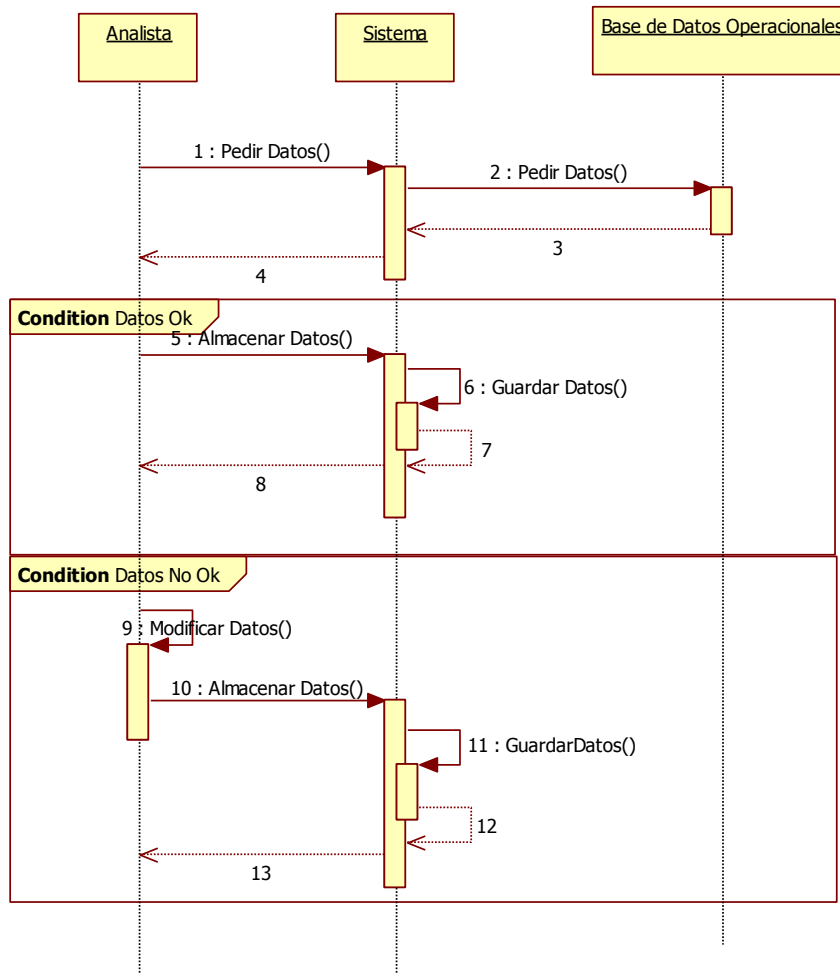 Analista
Sistema
Base de Datos Operacionales
1 : Pedir Datos()
2 : Pedir Datos()
3
4
Condition Datos Ok
5 : Almacenar Datos()
6 : Guardar Datos()
7
8
Condition Datos No Ok
9 : Modificar Datos()
10 : Almacenar Datos()
11 : GuardarDatos()
12
13